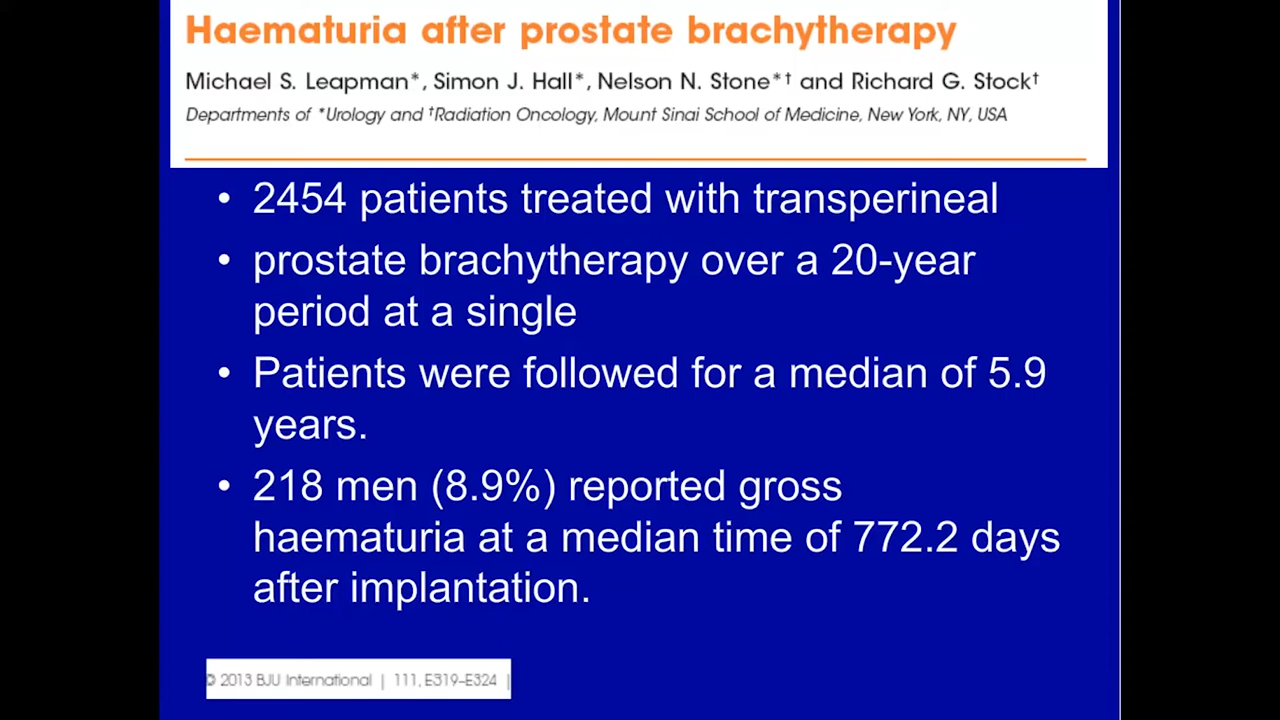 Haematuria after prostate brachytherapy
Michael S. Leapman*, Simon J. Hall*, Nelson N. Stone*† and Richard G. Stock†
Departments of *Urology and †Radiation Oncology, Mount Sinai School of Medicine, New York, NY, USA
• 2454 patients treated with transperineal
• prostate brachytherapy over a 20-year
period at a single
• Patients were followed for a median of 5.9
years.
• 218 men (8.9%) reported gross
haematuria at a median time of 772.2 days
after implantation.
© 2013 BJU International | 111, E319–E324 |